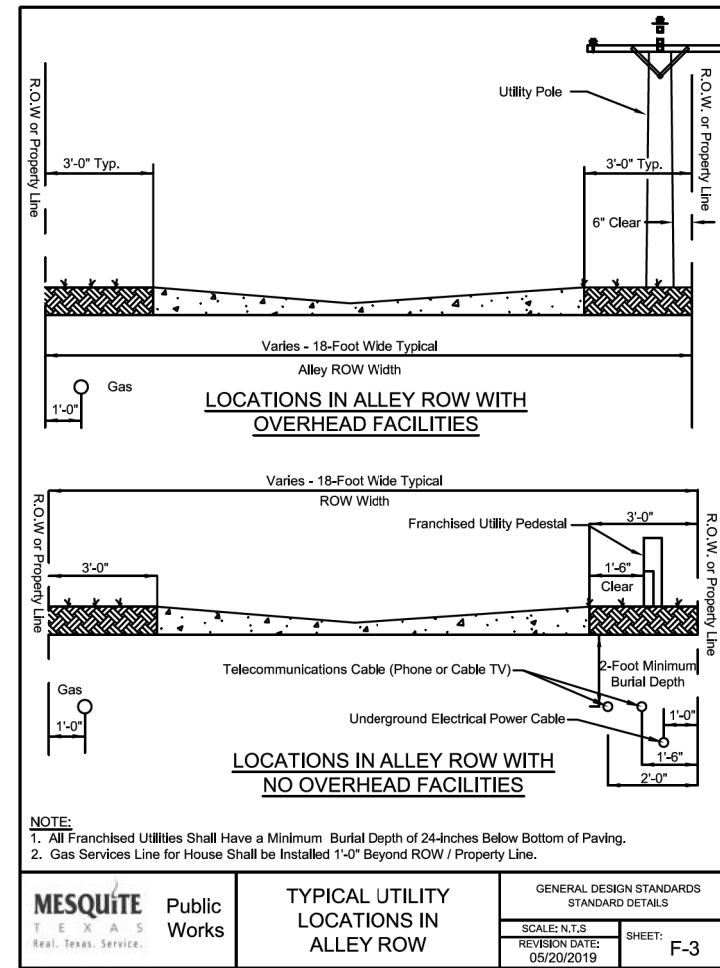 Utility Pole
R.O.W or Property Line
R.O.W. or Property Line
3'-0" Typ.
3'-0" Typ.
6" Clear
Varies - 18-Foot Wide Typical
Alley ROW Width
Gas
1'-0"
LOCATIONS IN ALLEY ROW WITH
OVERHEAD FACILITIES
Varies - 18-Foot Wide Typical
ROW Width
R.O.W or Property Line
R.O.W. or Property Line
Franchised Utility Pedestal
3'-0"
3'-0"
1'-6"
Clear
Telecommunications Cable (Phone or Cable TV)
2-Foot Minimum
Burial Depth
Gas
1'-0"
Underground Electrical Power Cable
1'-0"
1'-6"
2'-0"
LOCATIONS IN ALLEY ROW WITH
NO OVERHEAD FACILITIES
NOTE:
1. All Franchised Utilities Shall Have a Minimum Burial Depth of 24-inches Below Bottom of Paving.
2. Gas Services Line for House Shall be Installed 1'-0" Beyond ROW / Property Line.
MESQUITE
T E X A S
Real. Texas. Service.
Public
Works
TYPICAL UTILITY
LOCATIONS IN
ALLEY ROW
GENERAL DESIGN STANDARDS
STANDARD DETAILS
SCALE: N.T.S
REVISION DATE:
05/20/2019
SHEET:
F-3